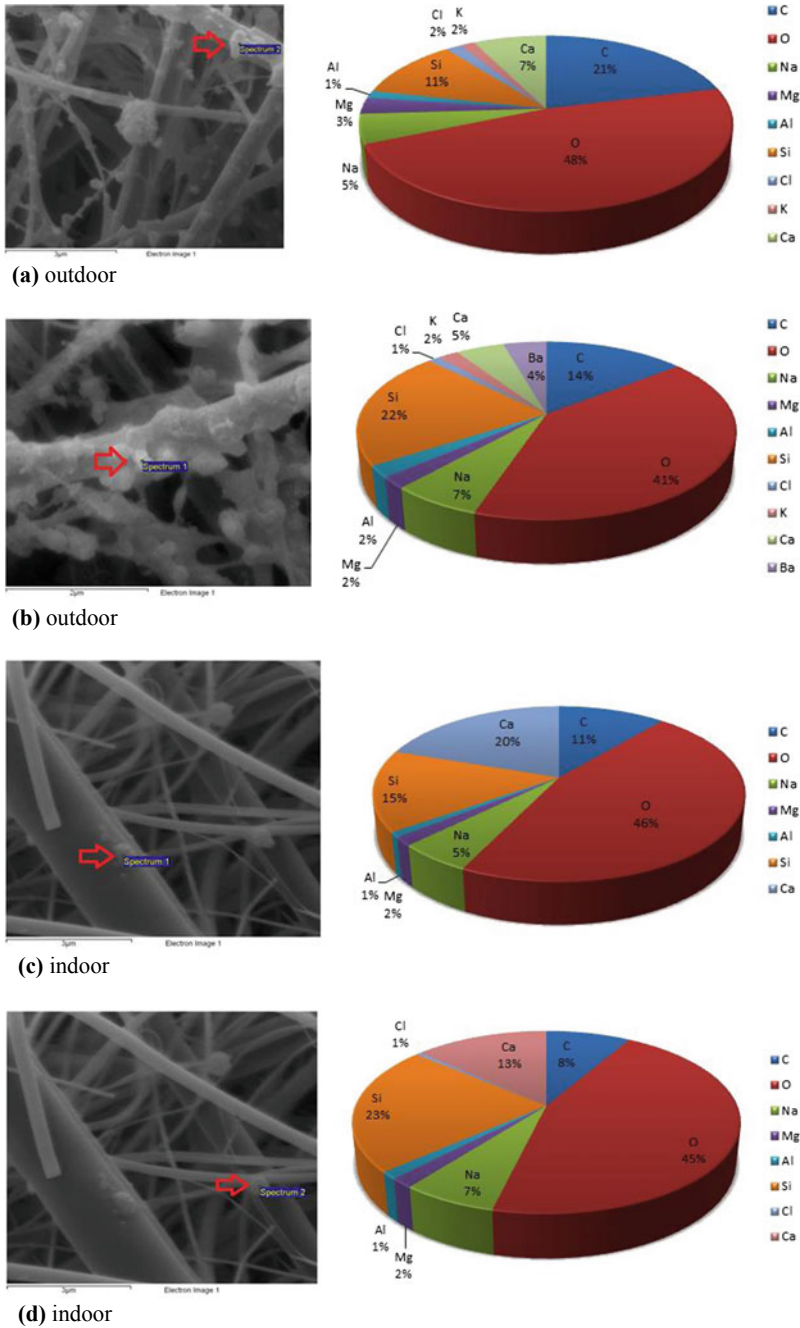 Spectrum 2
3µm
Electron Image 1
Cl
2%
K
2%
Ca
7%
C
21%
Al
1%
Si
11%
Mg
3%
Na
5%
O
48%
C
O
Na
Mg
Al
Si
Cl
K
Ca
(a) outdoor
Spectrum 1
2µm
Electron Image 1
Cl
1%
K
2%
Ca
5%
Ba
4%
C
14%
Si
22%
O
41%
Na
7%
Al
2%
Mg
2%
C
O
Na
Mg
Al
Si
Cl
K
Ca
Ba
(b) outdoor
Spectrum 1
3µm
Electron Image 1
Ca
20%
C
11%
Si
15%
O
46%
Na
5%
Al
1%
Mg
2%
C
O
Na
Mg
Al
Si
Ca
(c) indoor
Spectrum 2
3µm
Electron Image 1
Cl
1%
Ca
13%
C
8%
Si
23%
O
45%
Na
7%
Al
1%
Mg
2%
C
O
Na
Mg
Al
Si
Cl
Ca
(d) indoor